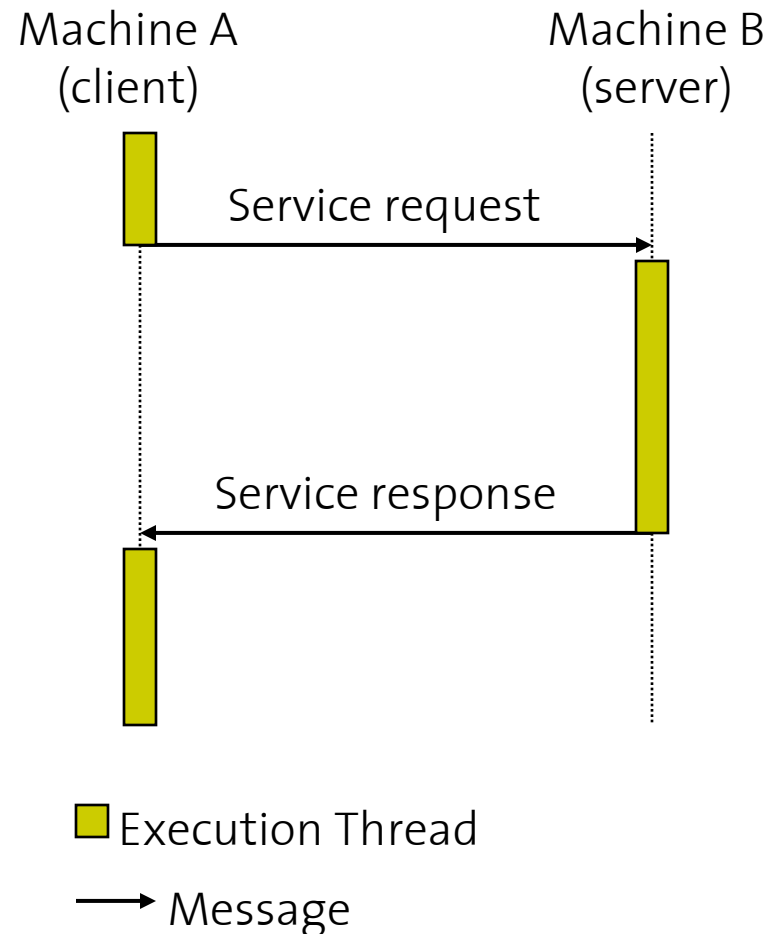 Machine A
(client)
Machine B
(server)
Service request
Service response
Execution Thread
Message